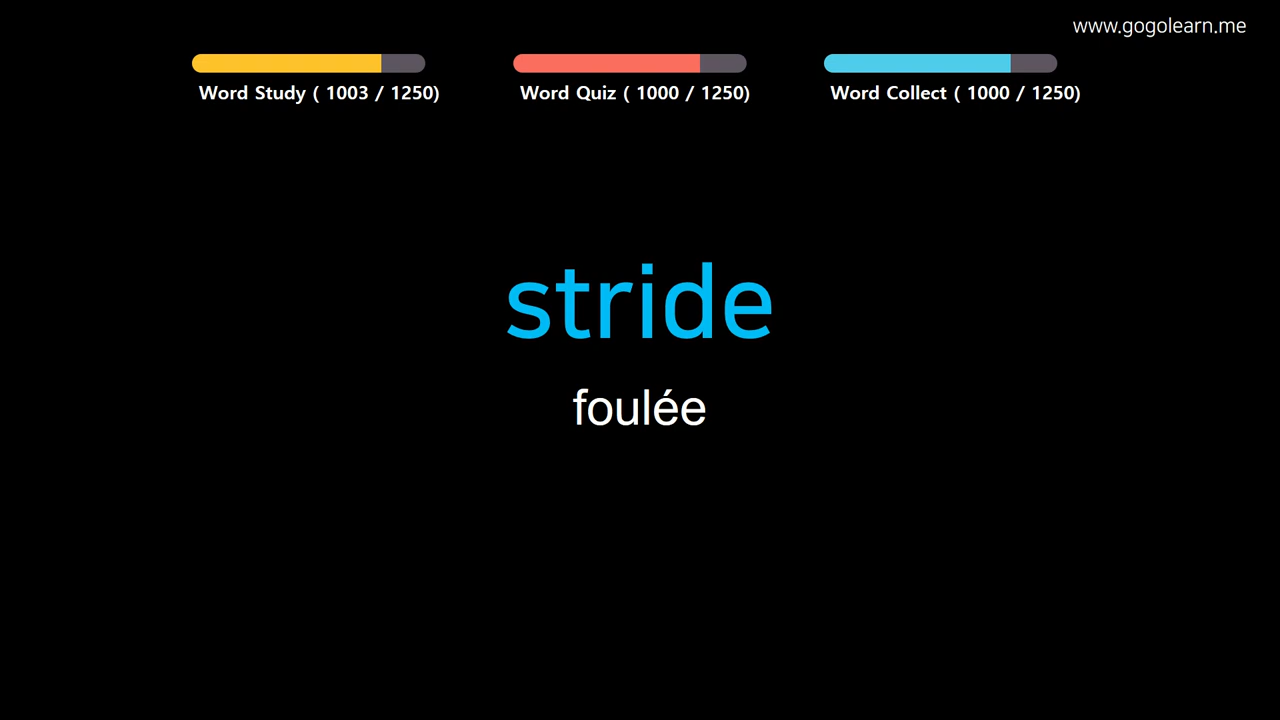 www.gogolearn.me
Word Study ( 1003 / 1250)
Word Quiz ( 1000 / 1250)
Word Collect ( 1000 / 1250)
stride
foulée